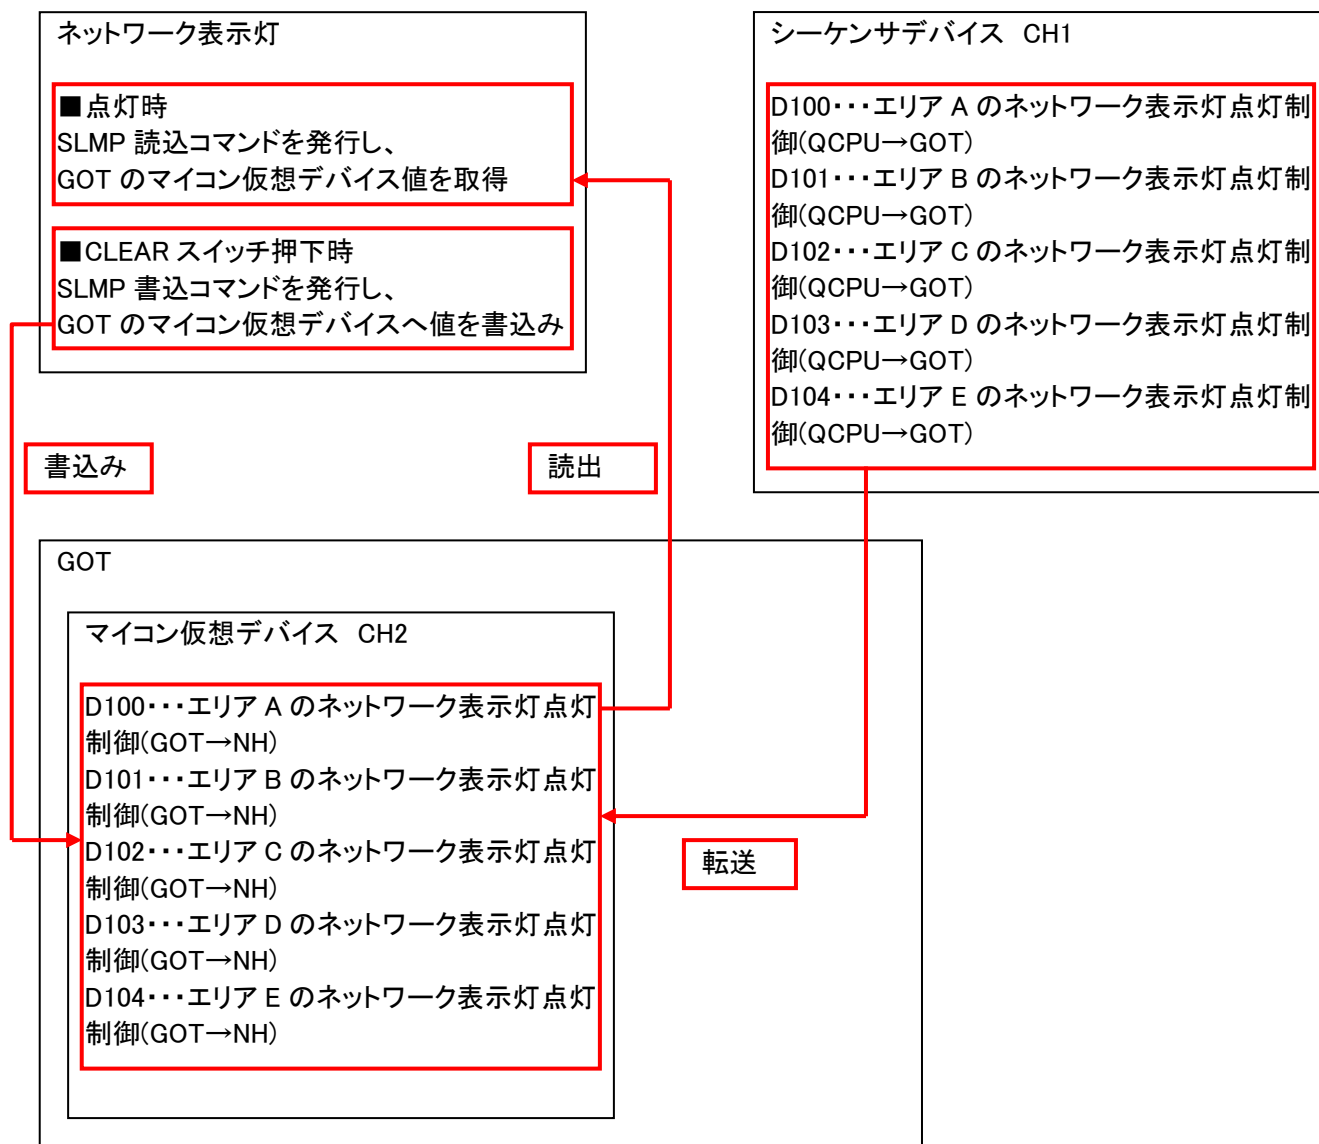 ネットワーク表示灯
■点灯時
SLMP 読込コマンドを発行し、
GOT のマイコン仮想デバイス値を取得
■CLEAR スイッチ押下時
SLMP 書込コマンドを発行し、
GOT のマイコン仮想デバイスへ値を書込み
シーケンサデバイス CH1
D100･･･エリア A のネットワーク表示灯点灯制
御(QCPU→GOT)
D101･･･エリア B のネットワーク表示灯点灯制
御(QCPU→GOT)
D102･･･エリア C のネットワーク表示灯点灯制
御(QCPU→GOT)
D103･･･エリア D のネットワーク表示灯点灯制
御(QCPU→GOT)
D104･･･エリア E のネットワーク表示灯点灯制
御(QCPU→GOT)
書込み
読出
GOT
マイコン仮想デバイス CH2
D100･･･エリア A のネットワーク表示灯点灯
制御(GOT→NH)
D101･･･エリア B のネットワーク表示灯点灯
制御(GOT→NH)
D102･･･エリア C のネットワーク表示灯点灯
制御(GOT→NH)
D103･･･エリア D のネットワーク表示灯点灯
制御(GOT→NH)
D104･･･エリア E のネットワーク表示灯点灯
制御(GOT→NH)
転送